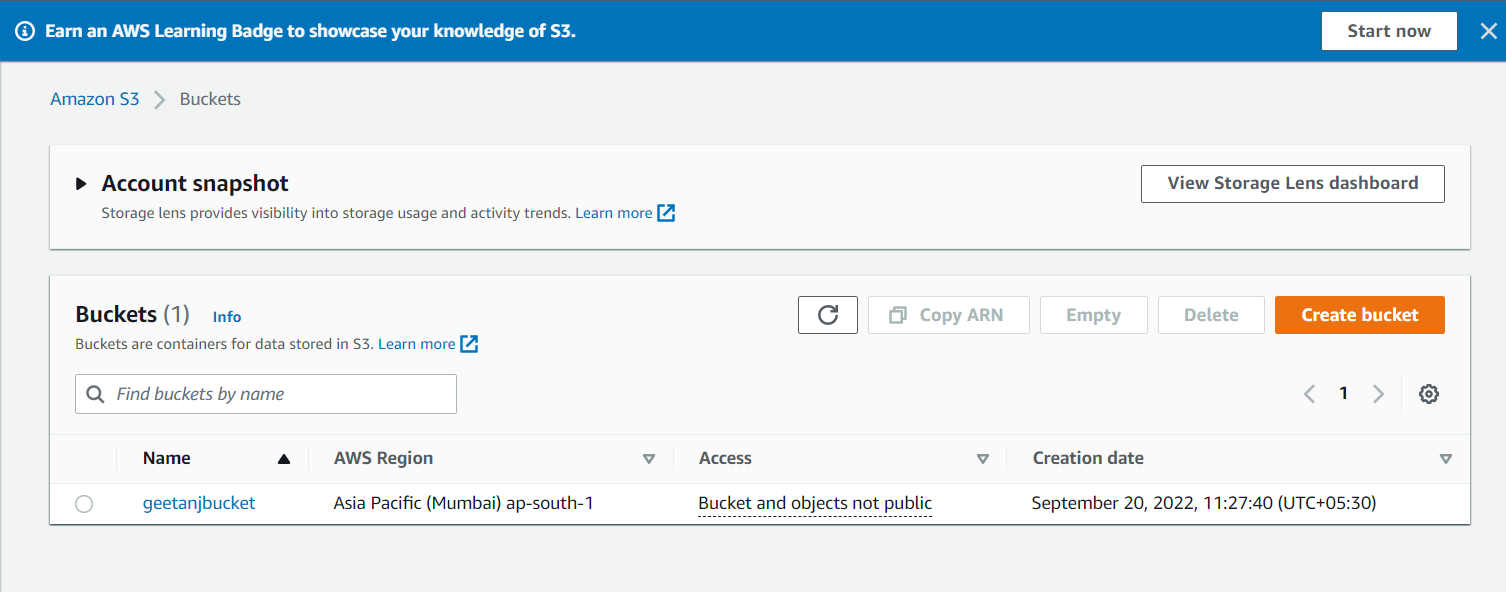 Earn an AWS Learning Badge to showcase your knowledge of S3. Start now
Amazon S3 Buckets
Account snapshot View Storage Lens dashboard
Storage lens provides visibility into storage usage and activity trends. Learn more
Buckets (1) Info Copy ARN Empty Delete Create bucket
Buckets are containers for data stored in S3. Learn more
Find buckets by name 1
Name AWS Region Access Creation date
geetanjbucket Asia Pacific (Mumbai) ap-south-1 Bucket and objects not public September 20, 2022, 11:27:40 (UTC+05:30)